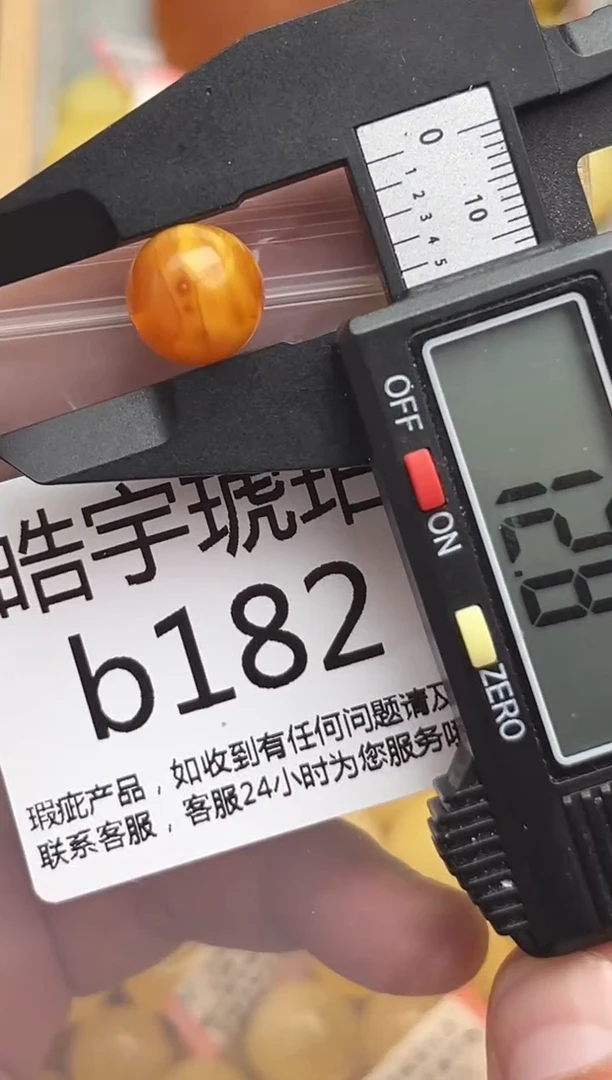 0
1 2 3 4 5
10
OFF
ON
ZERO
12.8
皓宇琥珀
b182
瑕疵产品，如收到有任何问题请及
联系客服，客服24小时为您服务